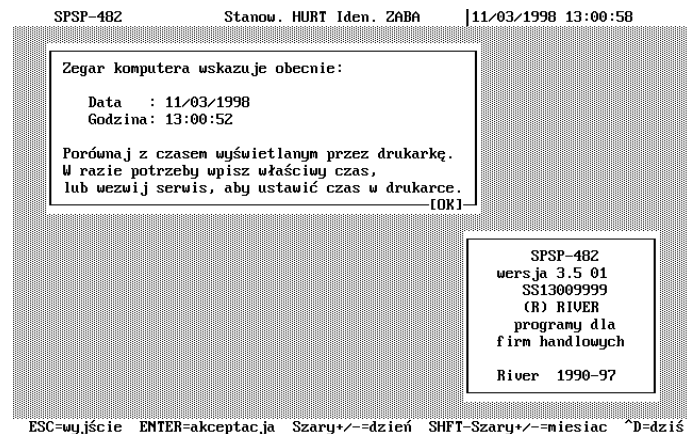 SPSP-482 Stanow. HURT Iden. ZABA 11/03/1998 13:00:58
Zegar komputera wskazuje obecnie:
Data : 11/03/1998
Godzina: 13:00:52
Porównaj z czasem wyświetlanym przez drukarkę.
W razie potrzeby wpisz właściwy czas,
lub wezwij serwis, aby ustawić czas w drukarce.
[OK]
SPSP-482
wersja 3.5 01
SS13009999
(R) RIVER
programy dla
firm handlowych
River 1990-97
ESC=wyjście ENTER=akceptacja Szary+/-=dzień SHFT-Szary+/-=miesiac ^D=dziś